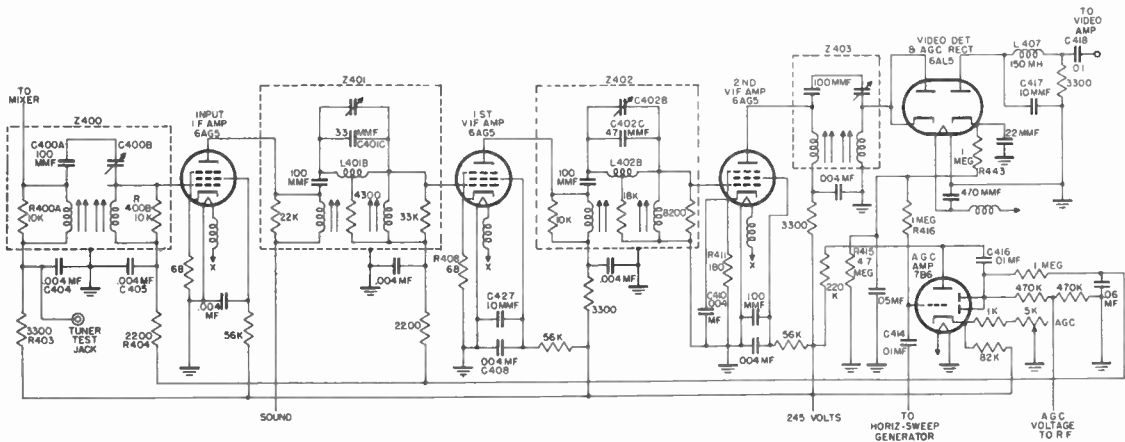 TO
MIXER
Z400
C400A
100
MMF
C400B
R400A
10K
R
400B
10K
.004 MF
C404
.004 MF
C405
TUNER
TEST
JACK
3300
R403
2200
R404
INPUT
I F AMP
6AG5
68
X
.004
MF
56K
Z401
33 MMF
C401C
L401B
100
MMF
4300
22K
33K
.004 MF
2200
SOUND
1ST
VIF AMP
6AG5
R408
68
X
C427
10 MMF
.004 MF
C408
56K
Z402
C402B
C402C
47 MMF
L402B
100
MMF
10K
18K
8200
.004 MF
3300
2ND
VIF AMP
6AG5
R411
180
X
C410
.004
MF
100
MMF
.004 MF
56K
Z403
100MMF
.004 MF
3300
245 VOLTS
VIDEO DET
& AGC RECT
6AL5
L407
150 MH
TO
VIDEO
AMP
C418
.01
C417
10 MMF
3300
22 MMF
1
MEG
R443
470 MMF
1 MEG
R416
R415
4.7
MEG
220
K
.05MF
C414
.01MF
AGC
AMP
7B6
C416
.01 MF
1 MEG
470K
470K
.06
MF
1K
5K
AGC
82K
TO
HORIZ-SWEEP
GENERATOR
AGC
VOLTAGE
TO R F